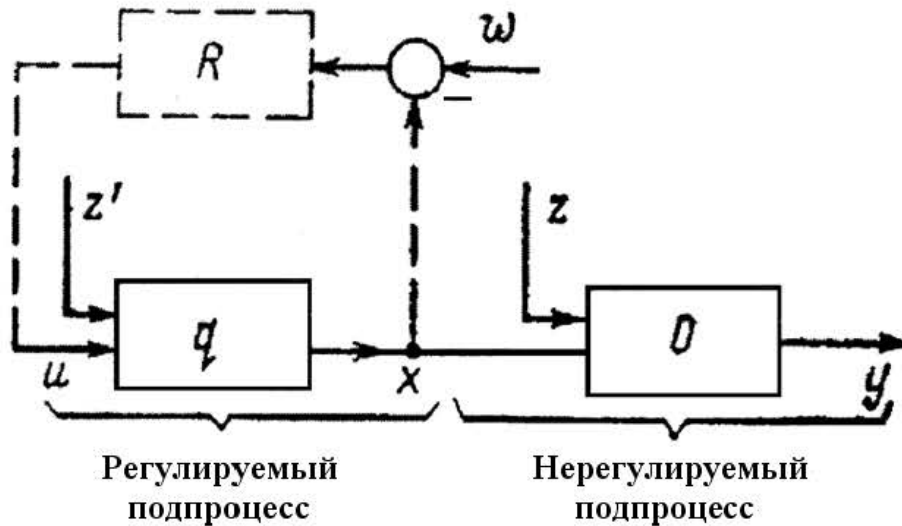 R
w
−
z'
z
q
D
u
x
y
Регулируемый
подпроцесс
Нерегулируемый
подпроцесс